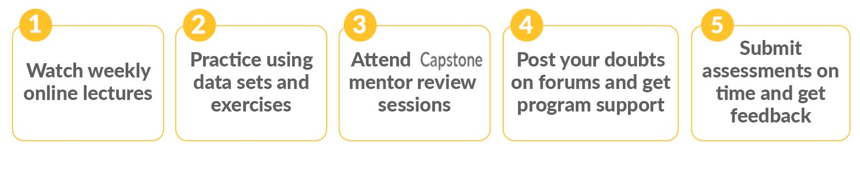 1
Watch weekly
online lectures
2
Practice using
data sets and
exercises
3
Attend Capstone
mentor review
sessions
4
Post your doubts
on forums and get
program support
5
Submit
assessments on
time and get
feedback